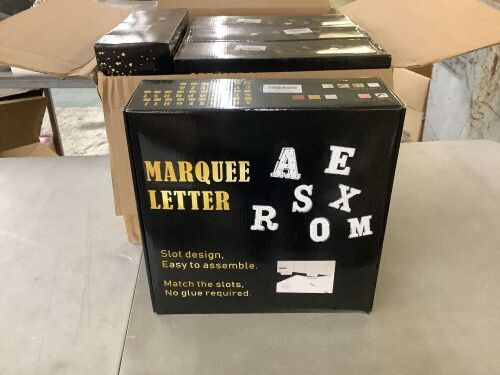 MARQUEE
LETTER
A E
S X
R O M
Slot design,
Easy to assemble.
Match the slots,
No glue required.